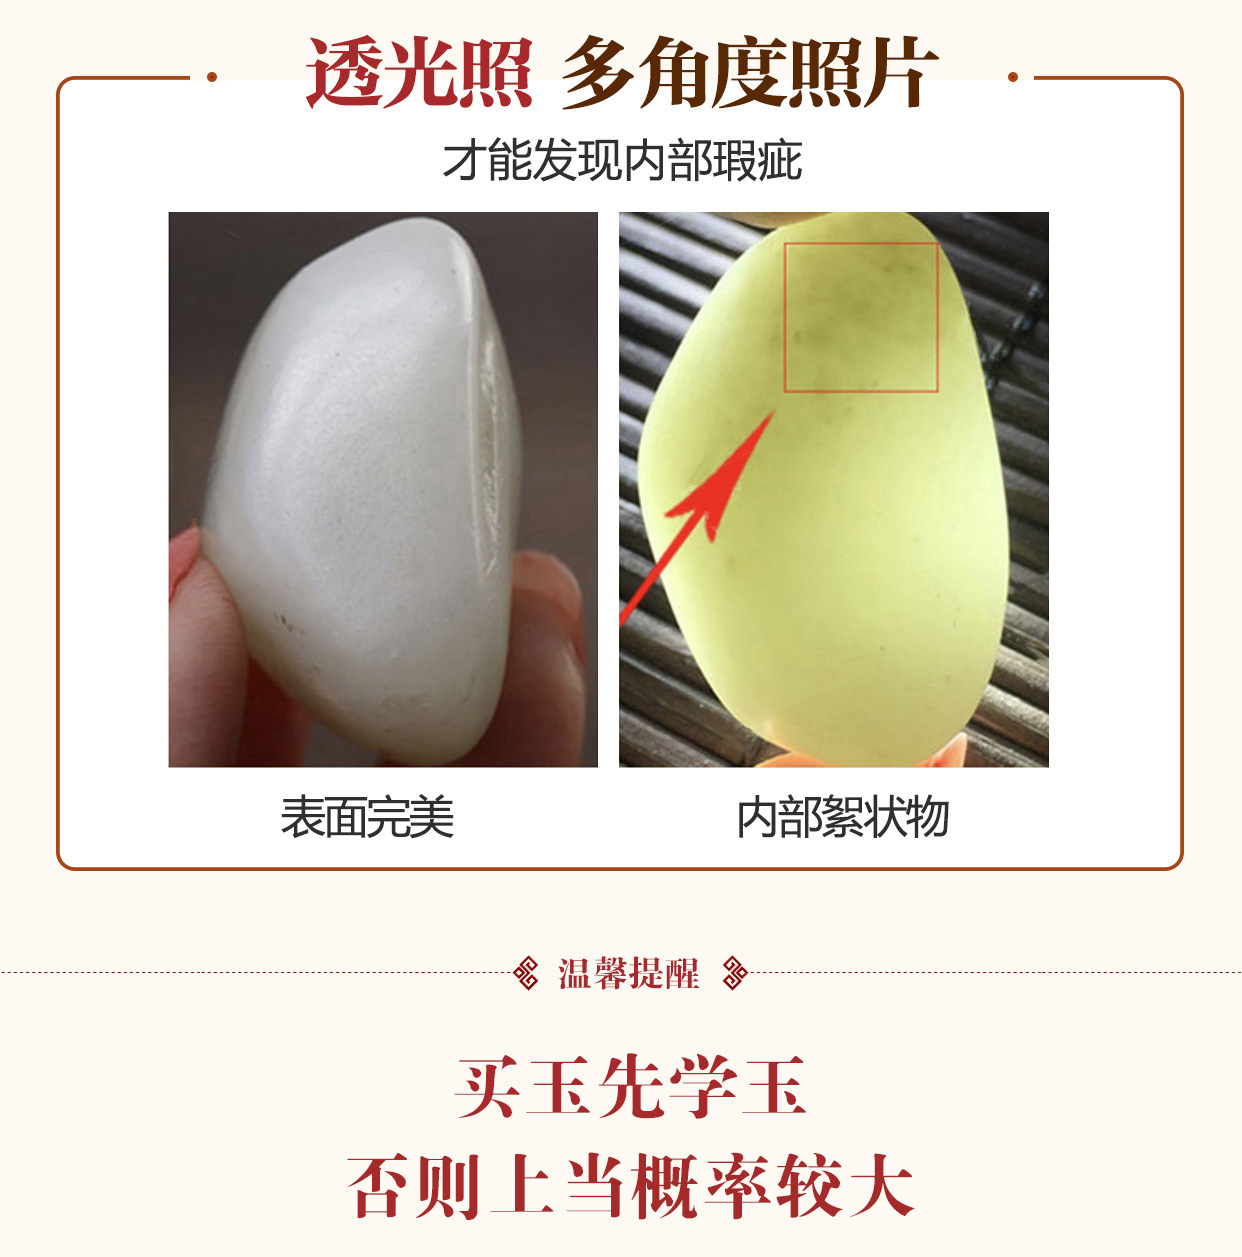 透光照 多角度照片
才能发现内部瑕疵
表面完美
内部絮状物
温馨提醒
买玉先学玉
否则上当概率较大